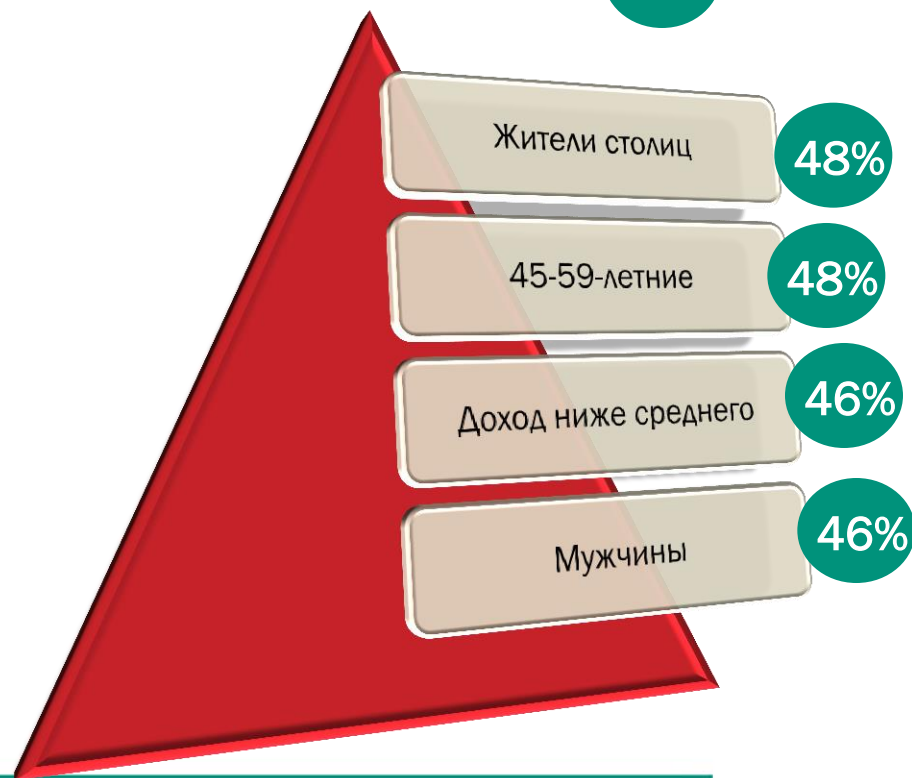 Жители столиц
48%
45-59-летние
48%
Доход ниже среднего
46%
Мужчины
46%